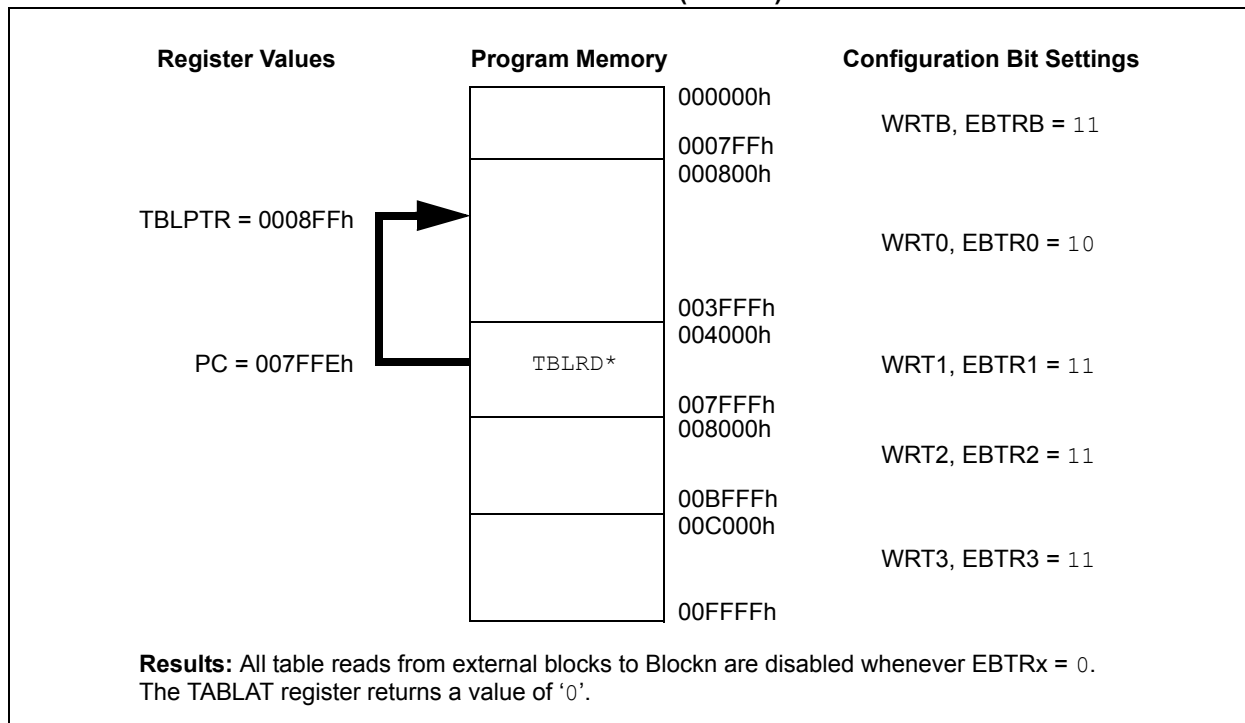 Register Values Program Memory Configuration Bit Settings
000000h
WRTB, EBTRB = 11
0007FFh
000800h
TBLPTR = 0008FFh
WRT0, EBTR0 = 10
003FFFh
004000h
PC = 007FFEh TBLRD* WRT1, EBTR1 = 11
007FFFh
008000h
WRT2, EBTR2 = 11
00BFFFh
00C000h
WRT3, EBTR3 = 11
00FFFFh
Results: All table reads from external blocks to Blockn are disabled whenever EBTRx = 0.
The TABLAT register returns a value of ‘0’.